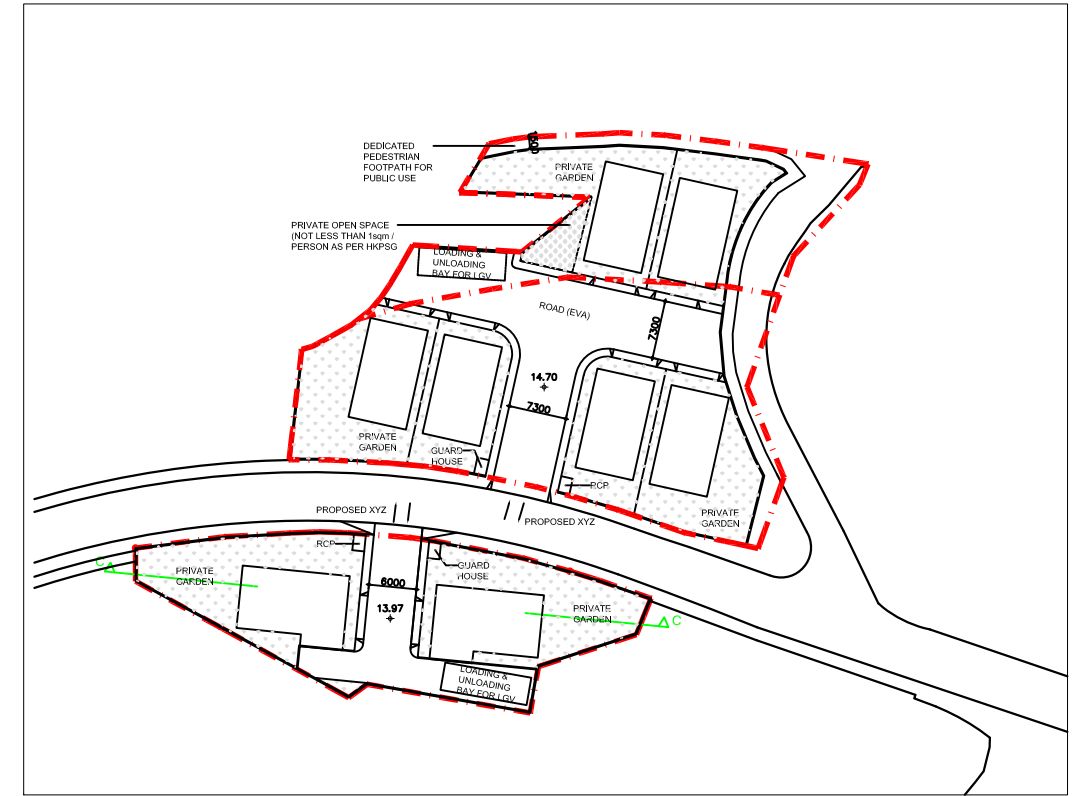 DEDICATED
PEDESTRIAN
FOOTPATH FOR
PUBLIC USE
1500
PRIVATE
GARDEN
PRIVATE OPEN SPACE
(NOT LESS THAN 1sqm /
PERSON AS PER HKPSG
LOADING &
UNLOADING
BAY FOR LGV
ROAD (EVA)
7300
14.70
7300
PRIVATE
GARDEN
GUARD
HOUSE
RCP
PRIVATE
GARDEN
PROPOSED XYZ
PROPOSED XYZ
RCP
GUARD
HOUSE
C
PRIVATE
GARDEN
6000
13.97
PRIVATE
GARDEN
C
LOADING &
UNLOADING
BAY FOR LGV